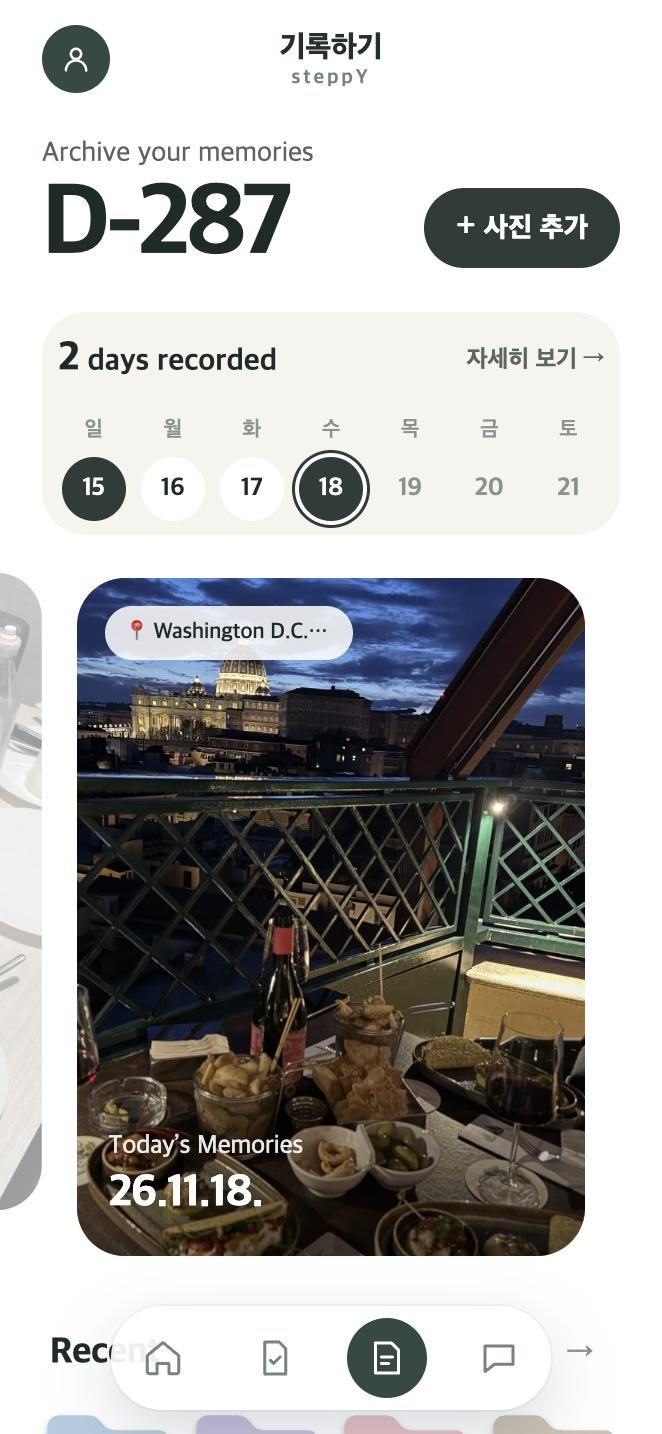 기록하기
steppY
Archive your memories
D-287
+ 사진 추가
2 days recorded
자세히 보기 →
일 월 화 수 목 금 토
15 16 17 18 19 20 21
Washington D.C.…
Today's Memories
26.11.18.
Recent →